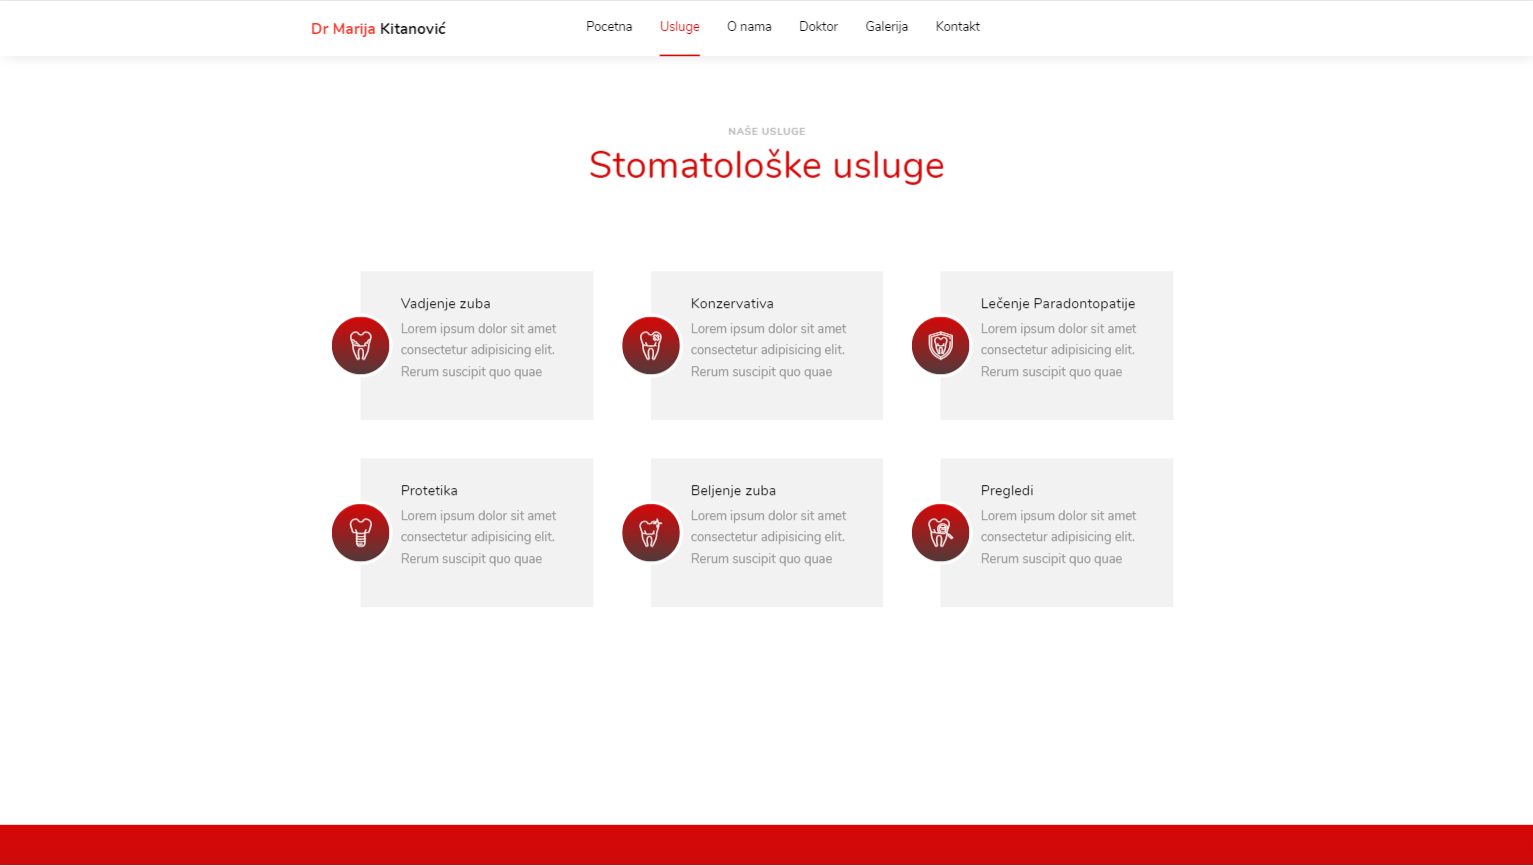 Dr Marija Kitanović
Pocetna Usluge O nama Doktor Galerija Kontakt
NAŠE USLUGE
Stomatološke usluge
Vadjenje zuba
Lorem ipsum dolor sit amet
consectetur adipisicing elit.
Rerum suscipit quo quae
Konzervativa
Lorem ipsum dolor sit amet
consectetur adipisicing elit.
Rerum suscipit quo quae
Lečenje Paradontopatije
Lorem ipsum dolor sit amet
consectetur adipisicing elit.
Rerum suscipit quo quae
Protetika
Lorem ipsum dolor sit amet
consectetur adipisicing elit.
Rerum suscipit quo quae
Beljenje zuba
Lorem ipsum dolor sit amet
consectetur adipisicing elit.
Rerum suscipit quo quae
Pregledi
Lorem ipsum dolor sit amet
consectetur adipisicing elit.
Rerum suscipit quo quae